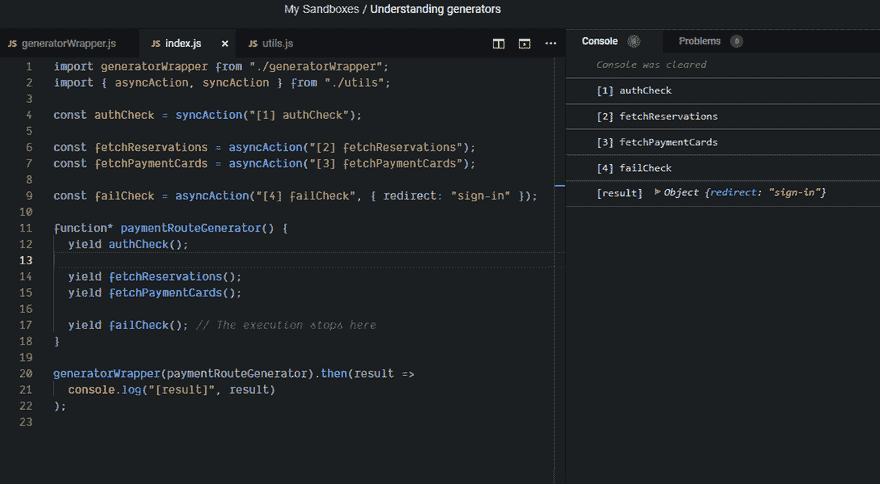 My Sandboxes / Understanding generators
JS generatorWrapper.js JS index.js × JS utils.js
1 import generatorWrapper from "./generatorWrapper";
2 import { asyncAction, syncAction } from "./utils";
3
4 const authCheck = syncAction("[1] authCheck");
5
6 const fetchReservations = asyncAction("[2] fetchReservations");
7 const fetchPaymentCards = asyncAction("[3] fetchPaymentCards");
8
9 const failCheck = asyncAction("[4] failCheck", { redirect: "sign-in" });
10
11 function* paymentRouteGenerator() {
12 yield authCheck();
13
14 yield fetchReservations();
15 yield fetchPaymentCards();
16
17 yield failCheck(); // The execution stops here
18 }
19
20 generatorWrapper(paymentRouteGenerator).then(result =>
21 console.log("[result]", result)
22 );
23
Console Problems 0
Console was cleared
[1] authCheck
[2] fetchReservations
[3] fetchPaymentCards
[4] failCheck
[result] Object {redirect: "sign-in"}